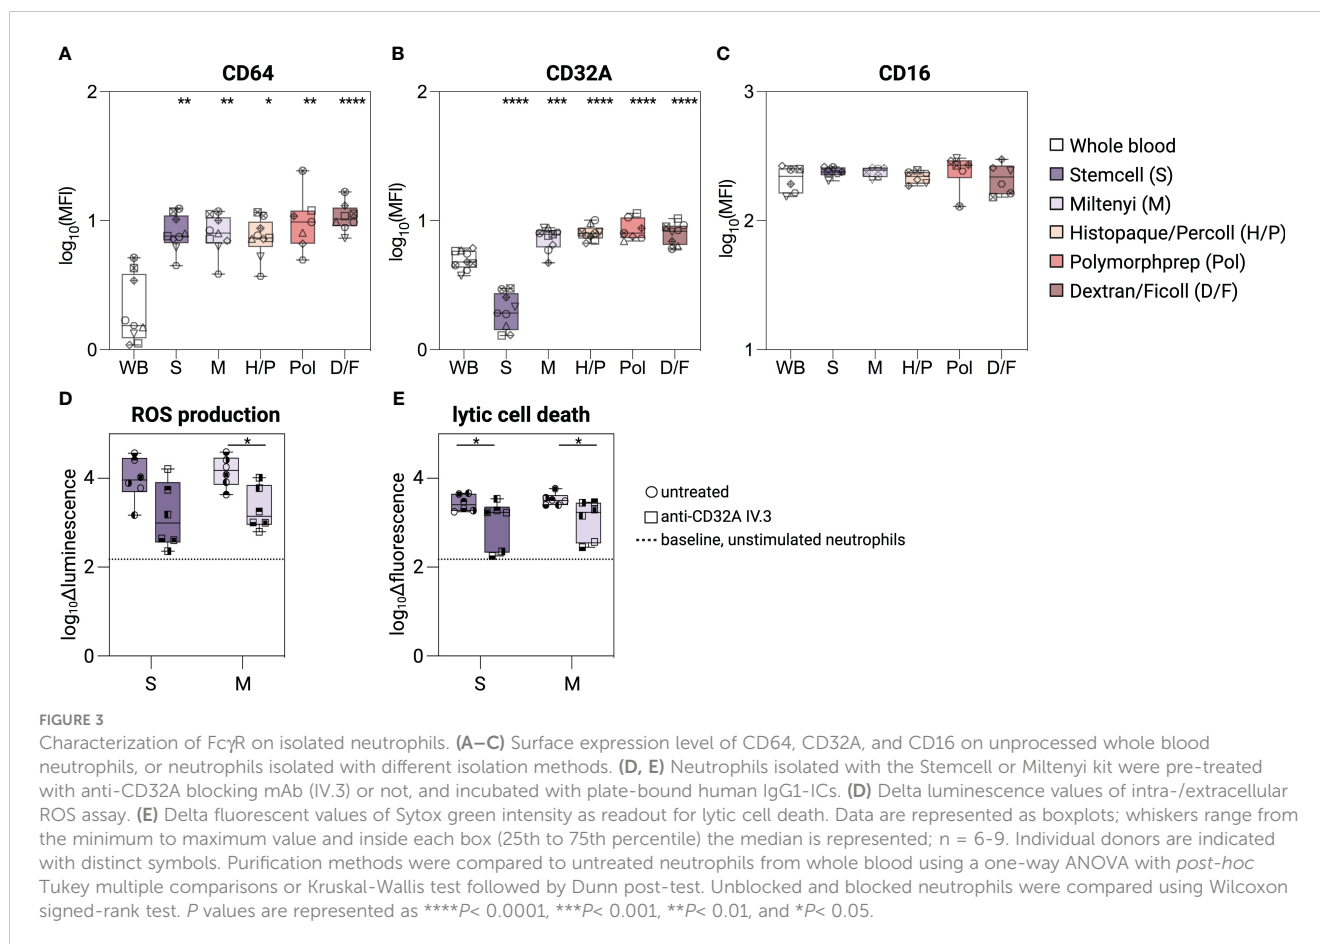 A
CD64
** ** * ** ****
2
1
0
log10(MFI)
WB S M H/P Pol D/F
B
CD32A
**** *** **** **** ****
2
1
0
log10(MFI)
WB S M H/P Pol D/F
C
CD16
3
2
1
log10(MFI)
WB S M H/P Pol D/F
Whole blood
Stemcell (S)
Miltenyi (M)
Histopaque/Percoll (H/P)
Polymorphprep (Pol)
Dextran/Ficoll (D/F)
D
ROS production
*
4
2
0
log₁₀Δluminescence
S M
E
lytic cell death
* *
4
2
0
log₁₀Δfluorescence
S M
untreated
anti-CD32A IV.3
baseline, unstimulated neutrophils
FIGURE 3
Characterization of FcγR on isolated neutrophils. (A–C) Surface expression level of CD64, CD32A, and CD16 on unprocessed whole blood
neutrophils, or neutrophils isolated with different isolation methods. (D, E) Neutrophils isolated with the Stemcell or Miltenyi kit were pre-treated
with anti-CD32A blocking mAb (IV.3) or not, and incubated with plate-bound human IgG1-ICs. (D) Delta luminescence values of intra-/extracellular
ROS assay. (E) Delta fluorescent values of Sytox green intensity as readout for lytic cell death. Data are represented as boxplots; whiskers range from
the minimum to maximum value and inside each box (25th to 75th percentile) the median is represented; n = 6-9. Individual donors are indicated
with distinct symbols. Purification methods were compared to untreated neutrophils from whole blood using a one-way ANOVA with post-hoc
Tukey multiple comparisons or Kruskal-Wallis test followed by Dunn post-test. Unblocked and blocked neutrophils were compared using Wilcoxon
signed-rank test. P values are represented as ****P< 0.0001, ***P< 0.001, **P< 0.01, and *P< 0.05.